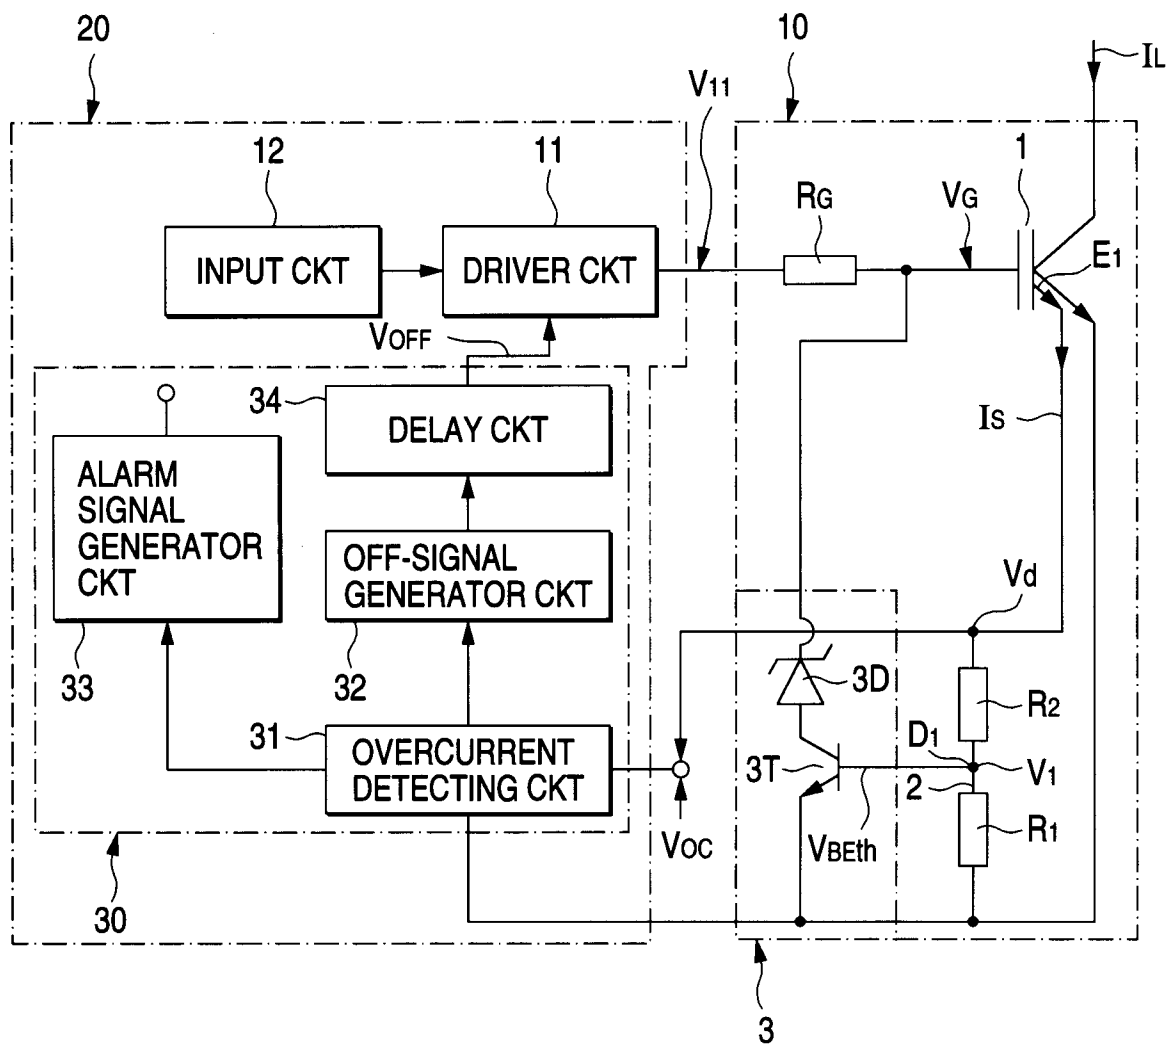 20
10
IL
V11
12
11
1
RG
VG
INPUT CKT
DRIVER CKT
E1
VOFF
34
DELAY CKT
IS
ALARM
SIGNAL
GENERATOR
CKT
OFF-SIGNAL
GENERATOR CKT
Vd
33
32
3D
R2
31
OVERCURRENT
DETECTING CKT
D1
3T
2
V1
VOC
VBEth
R1
30
3